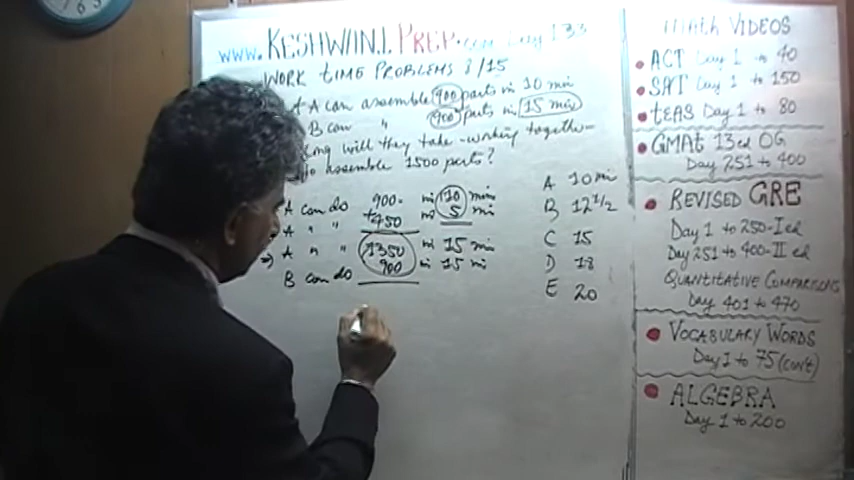 www.KESHWANI PREP.com Day 133
WORK TIME PROBLEMS 8/15
A can assemble 900 parts in 10 min
B can " 900 parts in 15 min
long will they take -working together-
to assemble 1500 parts?
A can do 900 in 10 min
A " " +450 in 5 min
A " " 1350 in 15 min
B can do 900 in 15 min
A 10 min
B 12 1/2
C 15
D 18
E 20
MATH VIDEOS
ACT Day 1 to 40
SAT Day 1 to 150
TEAS Day 1 to 80
GMAT 13ed OG
Day 251 to 400
REVISED GRE
Day 1 to 250-I ed
Day 251 to 400-II ed
QUANTITATIVE COMPARISONS
Day 401 to 470
VOCABULARY WORDS
Day 1 to 75 (con't)
ALGEBRA
Day 1 to 200